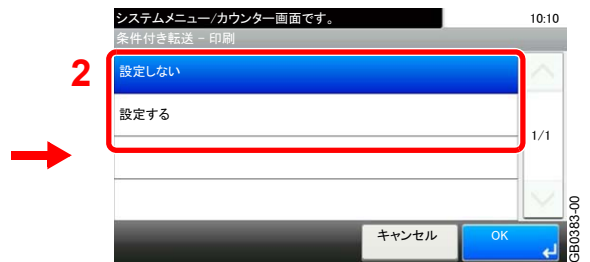 システムメニュー/カウンター画面です。
10:10
条件付き転送 - 印刷
2
設定しない
設定する
1/1
キャンセル
OK
GB0383-00